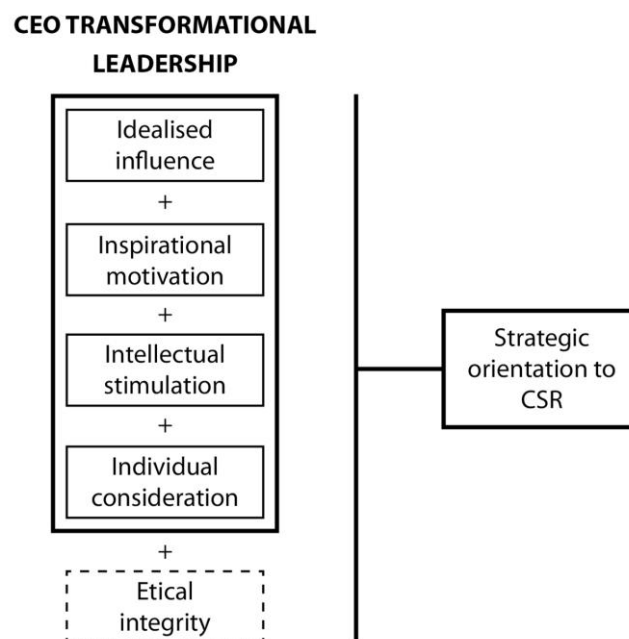 CEO TRANSFORMATIONAL
LEADERSHIP
Idealised
influence
+
Inspirational
motivation
+
Intellectual
stimulation
+
Individual
consideration
+
Etical
integrity
Strategic
orientation to
CSR